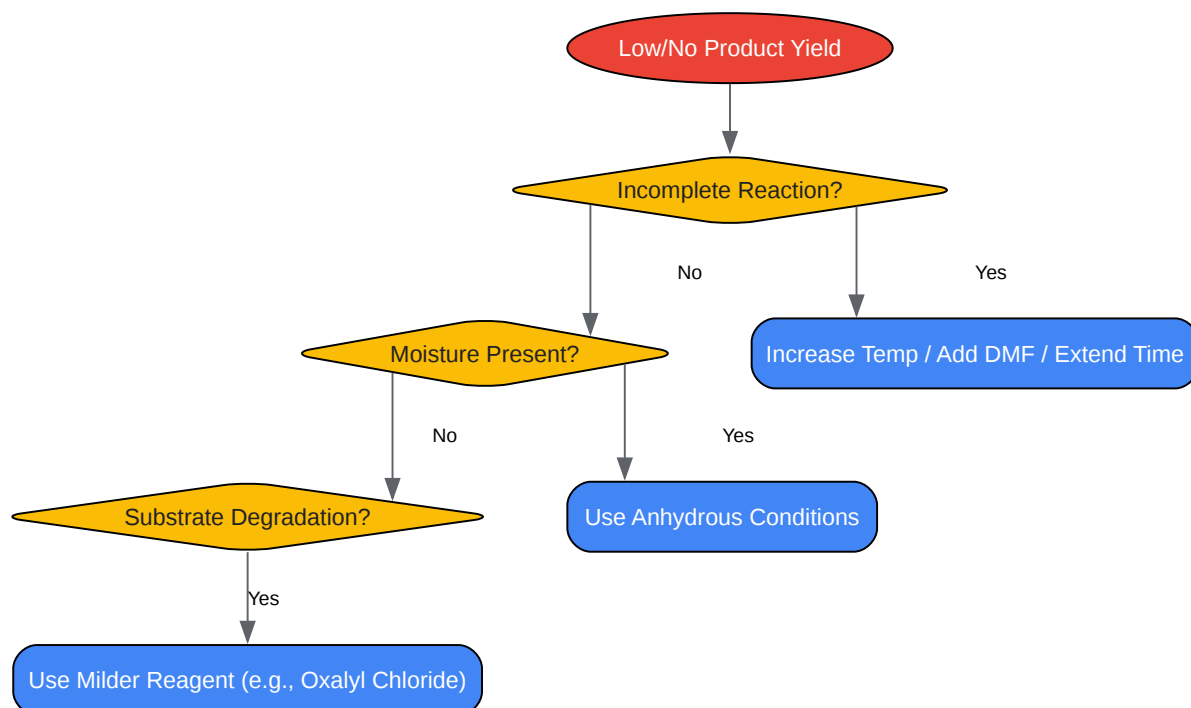 Low/No Product Yield
Incomplete Reaction?
No
Yes
Moisture Present?
Increase Temp / Add DMF / Extend Time
No
Yes
Substrate Degradation?
Use Anhydrous Conditions
Yes
Use Milder Reagent (e.g., Oxalyl Chloride)